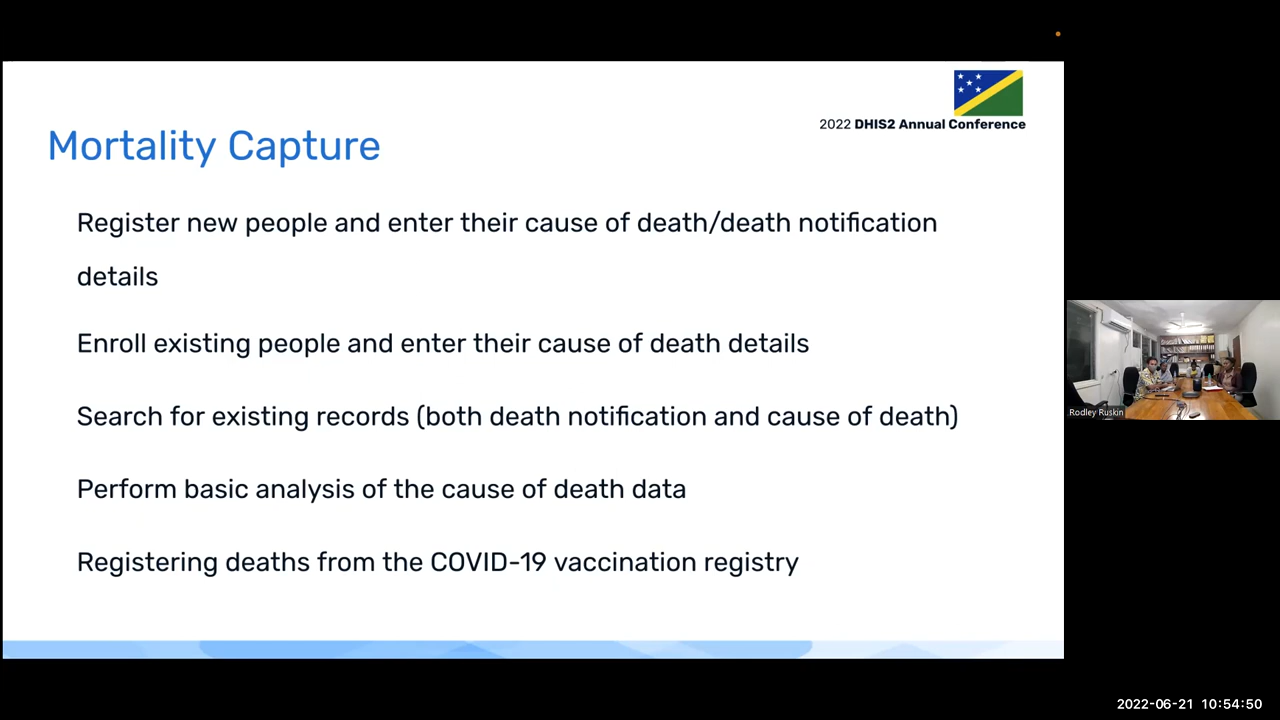 2022 DHIS2 Annual Conference
Mortality Capture
Register new people and enter their cause of death/death notification
details
Enroll existing people and enter their cause of death details
Search for existing records (both death notification and cause of death)
Perform basic analysis of the cause of death data
Registering deaths from the COVID-19 vaccination registry
Rodley Ruskin
2022-06-21 10:54:50